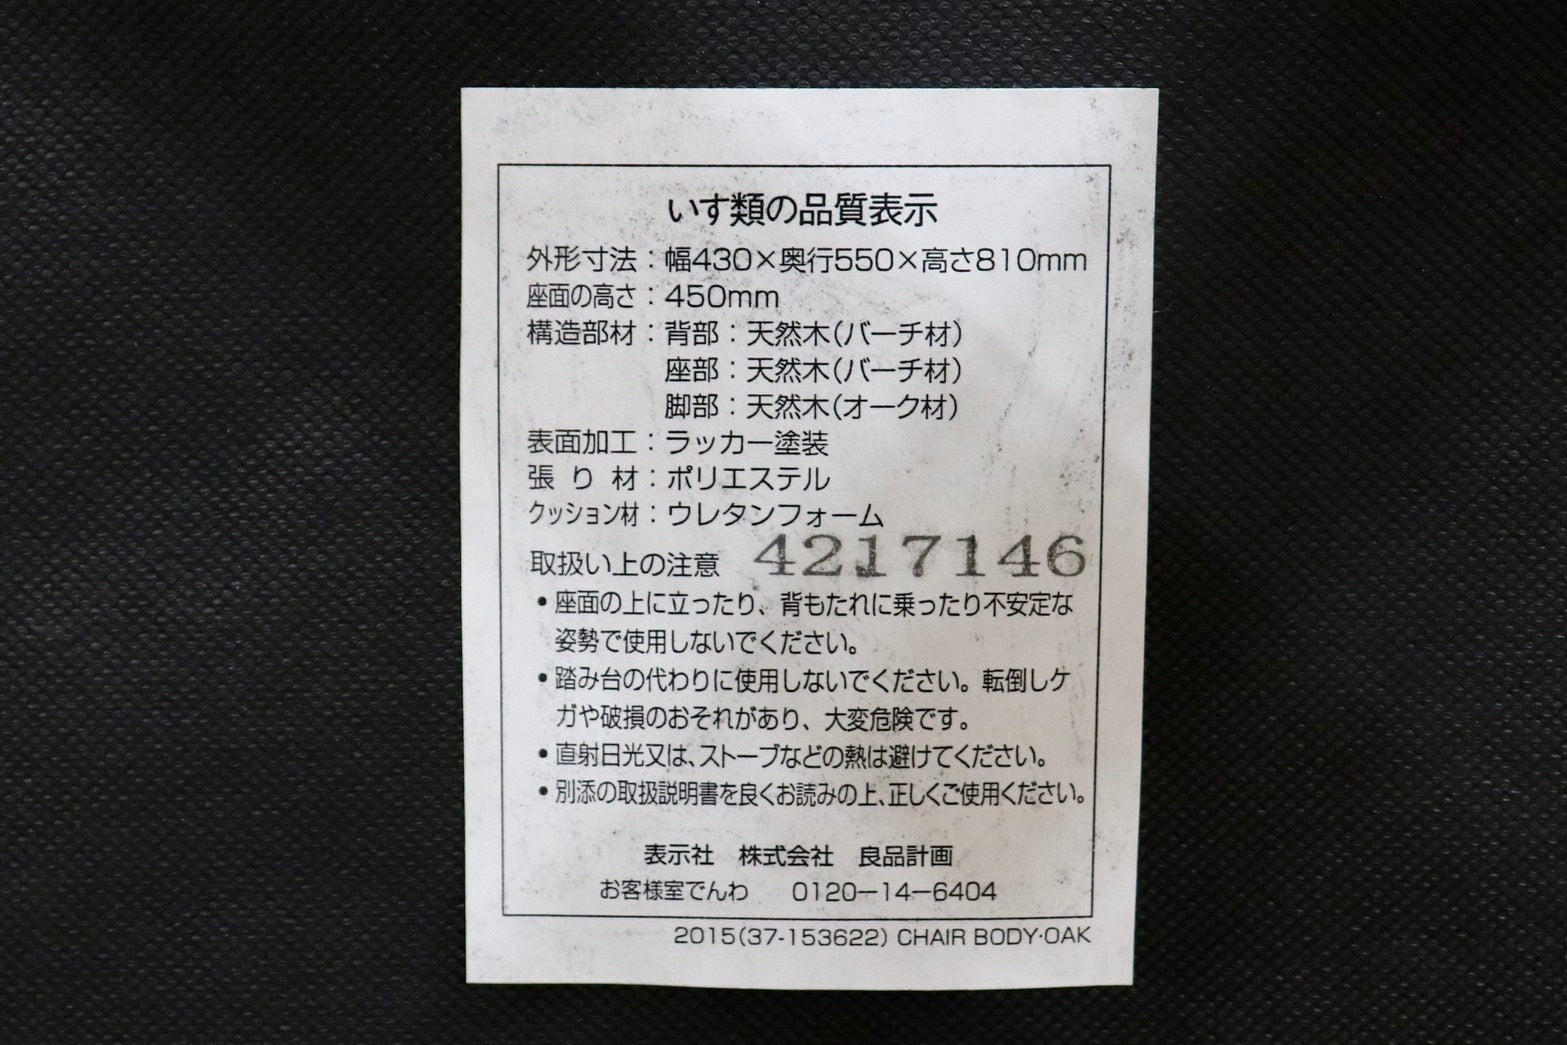 いす類の品質表示
外形寸法：幅430×奥行550×高さ810mm
座面の高さ：450mm
構造部材：背部：天然木(バーチ材)
座部：天然木(バーチ材)
脚部：天然木(オーク材)
表面加工：ラッカー塗装
張り材：ポリエステル
クッション材：ウレタンフォーム
取扱い上の注意 4217146
•座面の上に立ったり、背もたれに乗ったり不安定な
姿勢で使用しないでください。
•踏み台の代わりに使用しないでください。転倒しケ
ガや破損のおそれがあり、大変危険です。
•直射日光又は、ストーブなどの熱は避けてください。
•別添の取扱説明書を良くお読みの上、正しくご使用ください。
表示社 株式会社 良品計画
お客様室でんわ 0120－14－6404
2015(37-153622) CHAIR BODY･OAK